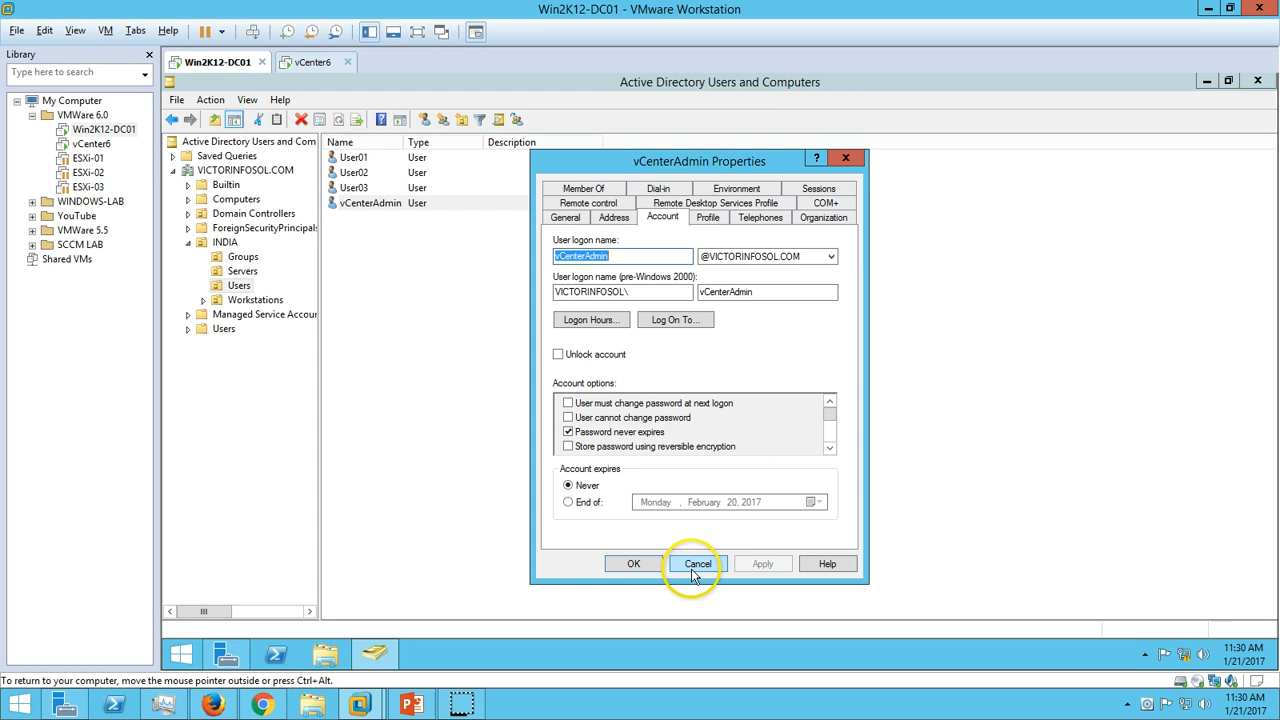 Win2K12-DC01 - VMware Workstation
File Edit View VM Tabs Help
Library
Type here to search
My Computer
VMWare 6.0
Win2K12-DC01
vCenter6
ESXi-01
ESXi-02
ESXi-03
WINDOWS-LAB
YouTube
VMWare 5.5
SCCM LAB
Shared VMs
Win2K12-DC01 vCenter6
Active Directory Users and Computers
File Action View Help
Active Directory Users and Com
Saved Queries
VICTORINFOSOL.COM
Builtin
Computers
Domain Controllers
ForeignSecurityPrincipals
INDIA
Groups
Servers
Users
Workstations
Managed Service Accou
Users
Name Type Description
User01 User
User02 User
User03 User
vCenterAdmin User
vCenterAdmin Properties
Member Of Dial-in Environment Sessions
Remote control Remote Desktop Services Profile COM+
General Address Account Profile Telephones Organization
User logon name:
vCenterAdmin @VICTORINFOSOL.COM
User logon name (pre-Windows 2000):
VICTORINFOSOL\ vCenterAdmin
Logon Hours... Log On To...
Unlock account
Account options:
User must change password at next logon
User cannot change password
Password never expires
Store password using reversible encryption
Account expires
Never
End of: Monday , February 20, 2017
OK Cancel Apply Help
11:30 AM
1/21/2017
To return to your computer, move the mouse pointer outside or press Ctrl+Alt.
11:30 AM
1/21/2017